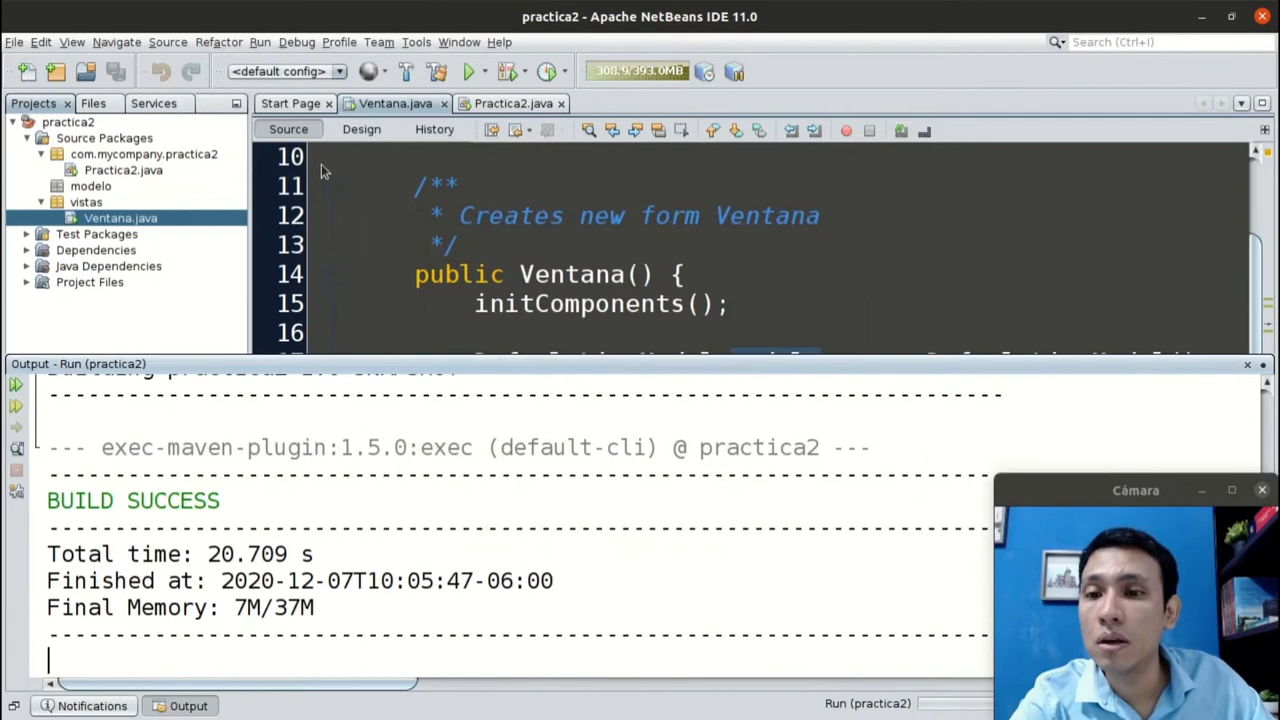 practica2 - Apache NetBeans IDE 11.0
File Edit View Navigate Source Refactor Run Debug Profile Team Tools Window Help
Search (Ctrl+I)
<default config>
308.9/393.0MB
Projects Files Services
Start Page Ventana.java Practica2.java
practica2
Source Packages
com.mycompany.practica2
Practica2.java
modelo
vistas
Ventana.java
Test Packages
Dependencies
Java Dependencies
Project Files
Source Design History
10
11 /**
12 * Creates new form Ventana
13 */
14 public Ventana() {
15 initComponents();
16
Output - Run (practica2)
------------------------------------------------------------------------
--- exec-maven-plugin:1.5.0:exec (default-cli) @ practica2 ---
------------------------------------------------------------------------
BUILD SUCCESS
------------------------------------------------------------------------
Total time: 20.709 s
Finished at: 2020-12-07T10:05:47-06:00
Final Memory: 7M/37M
------------------------------------------------------------------------
Cámara
Notifications Output
Run (practica2)